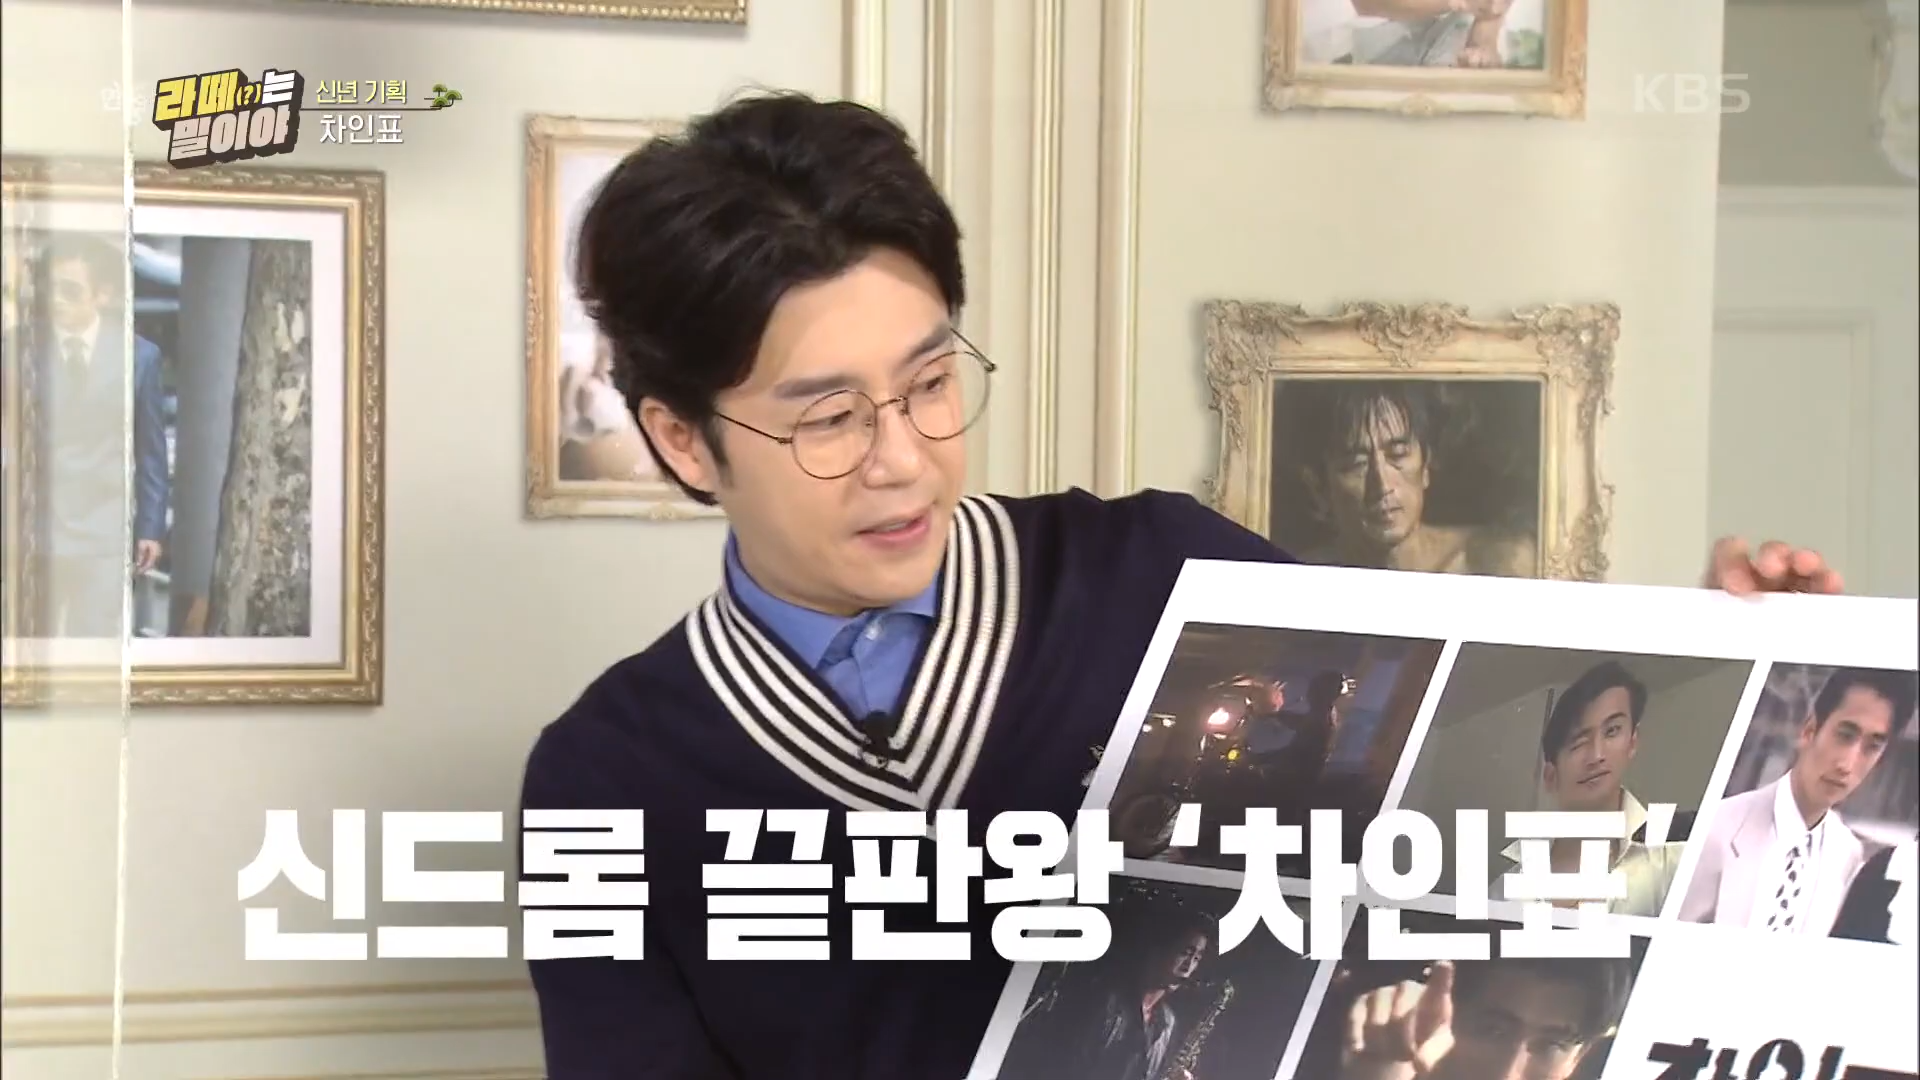 라떼(?)는
밀이야
신년 기획
차인표
KBS
신드롬 끝판왕 '차인표'